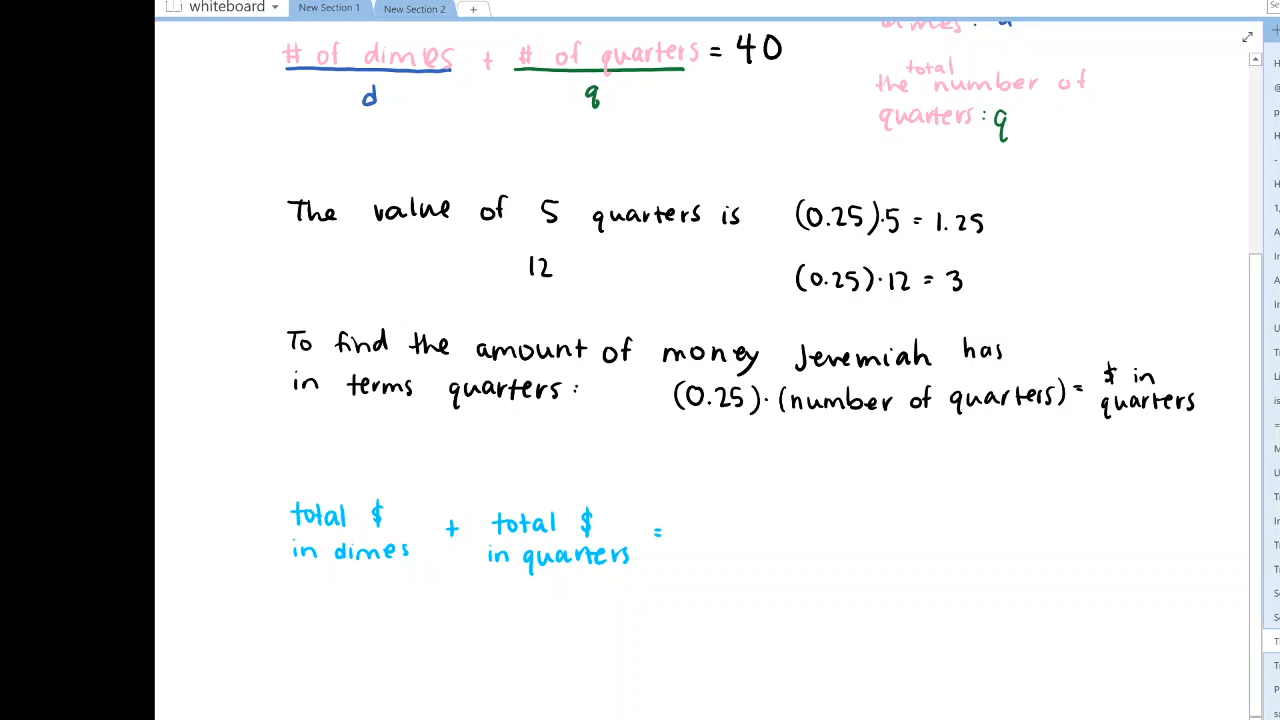 whiteboard New Section 1 New Section 2 +
# of dimes + # of quarters = 40
d q
dimes : d
total
the number of
quarters : q
The value of 5 quarters is (0.25)·5 = 1.25
12 (0.25)·12 = 3
To find the amount of money Jeremiah has
in terms quarters: (0.25)·(number of quarters) = $ in
quarters
total $ + total $ =
in dimes in quarters